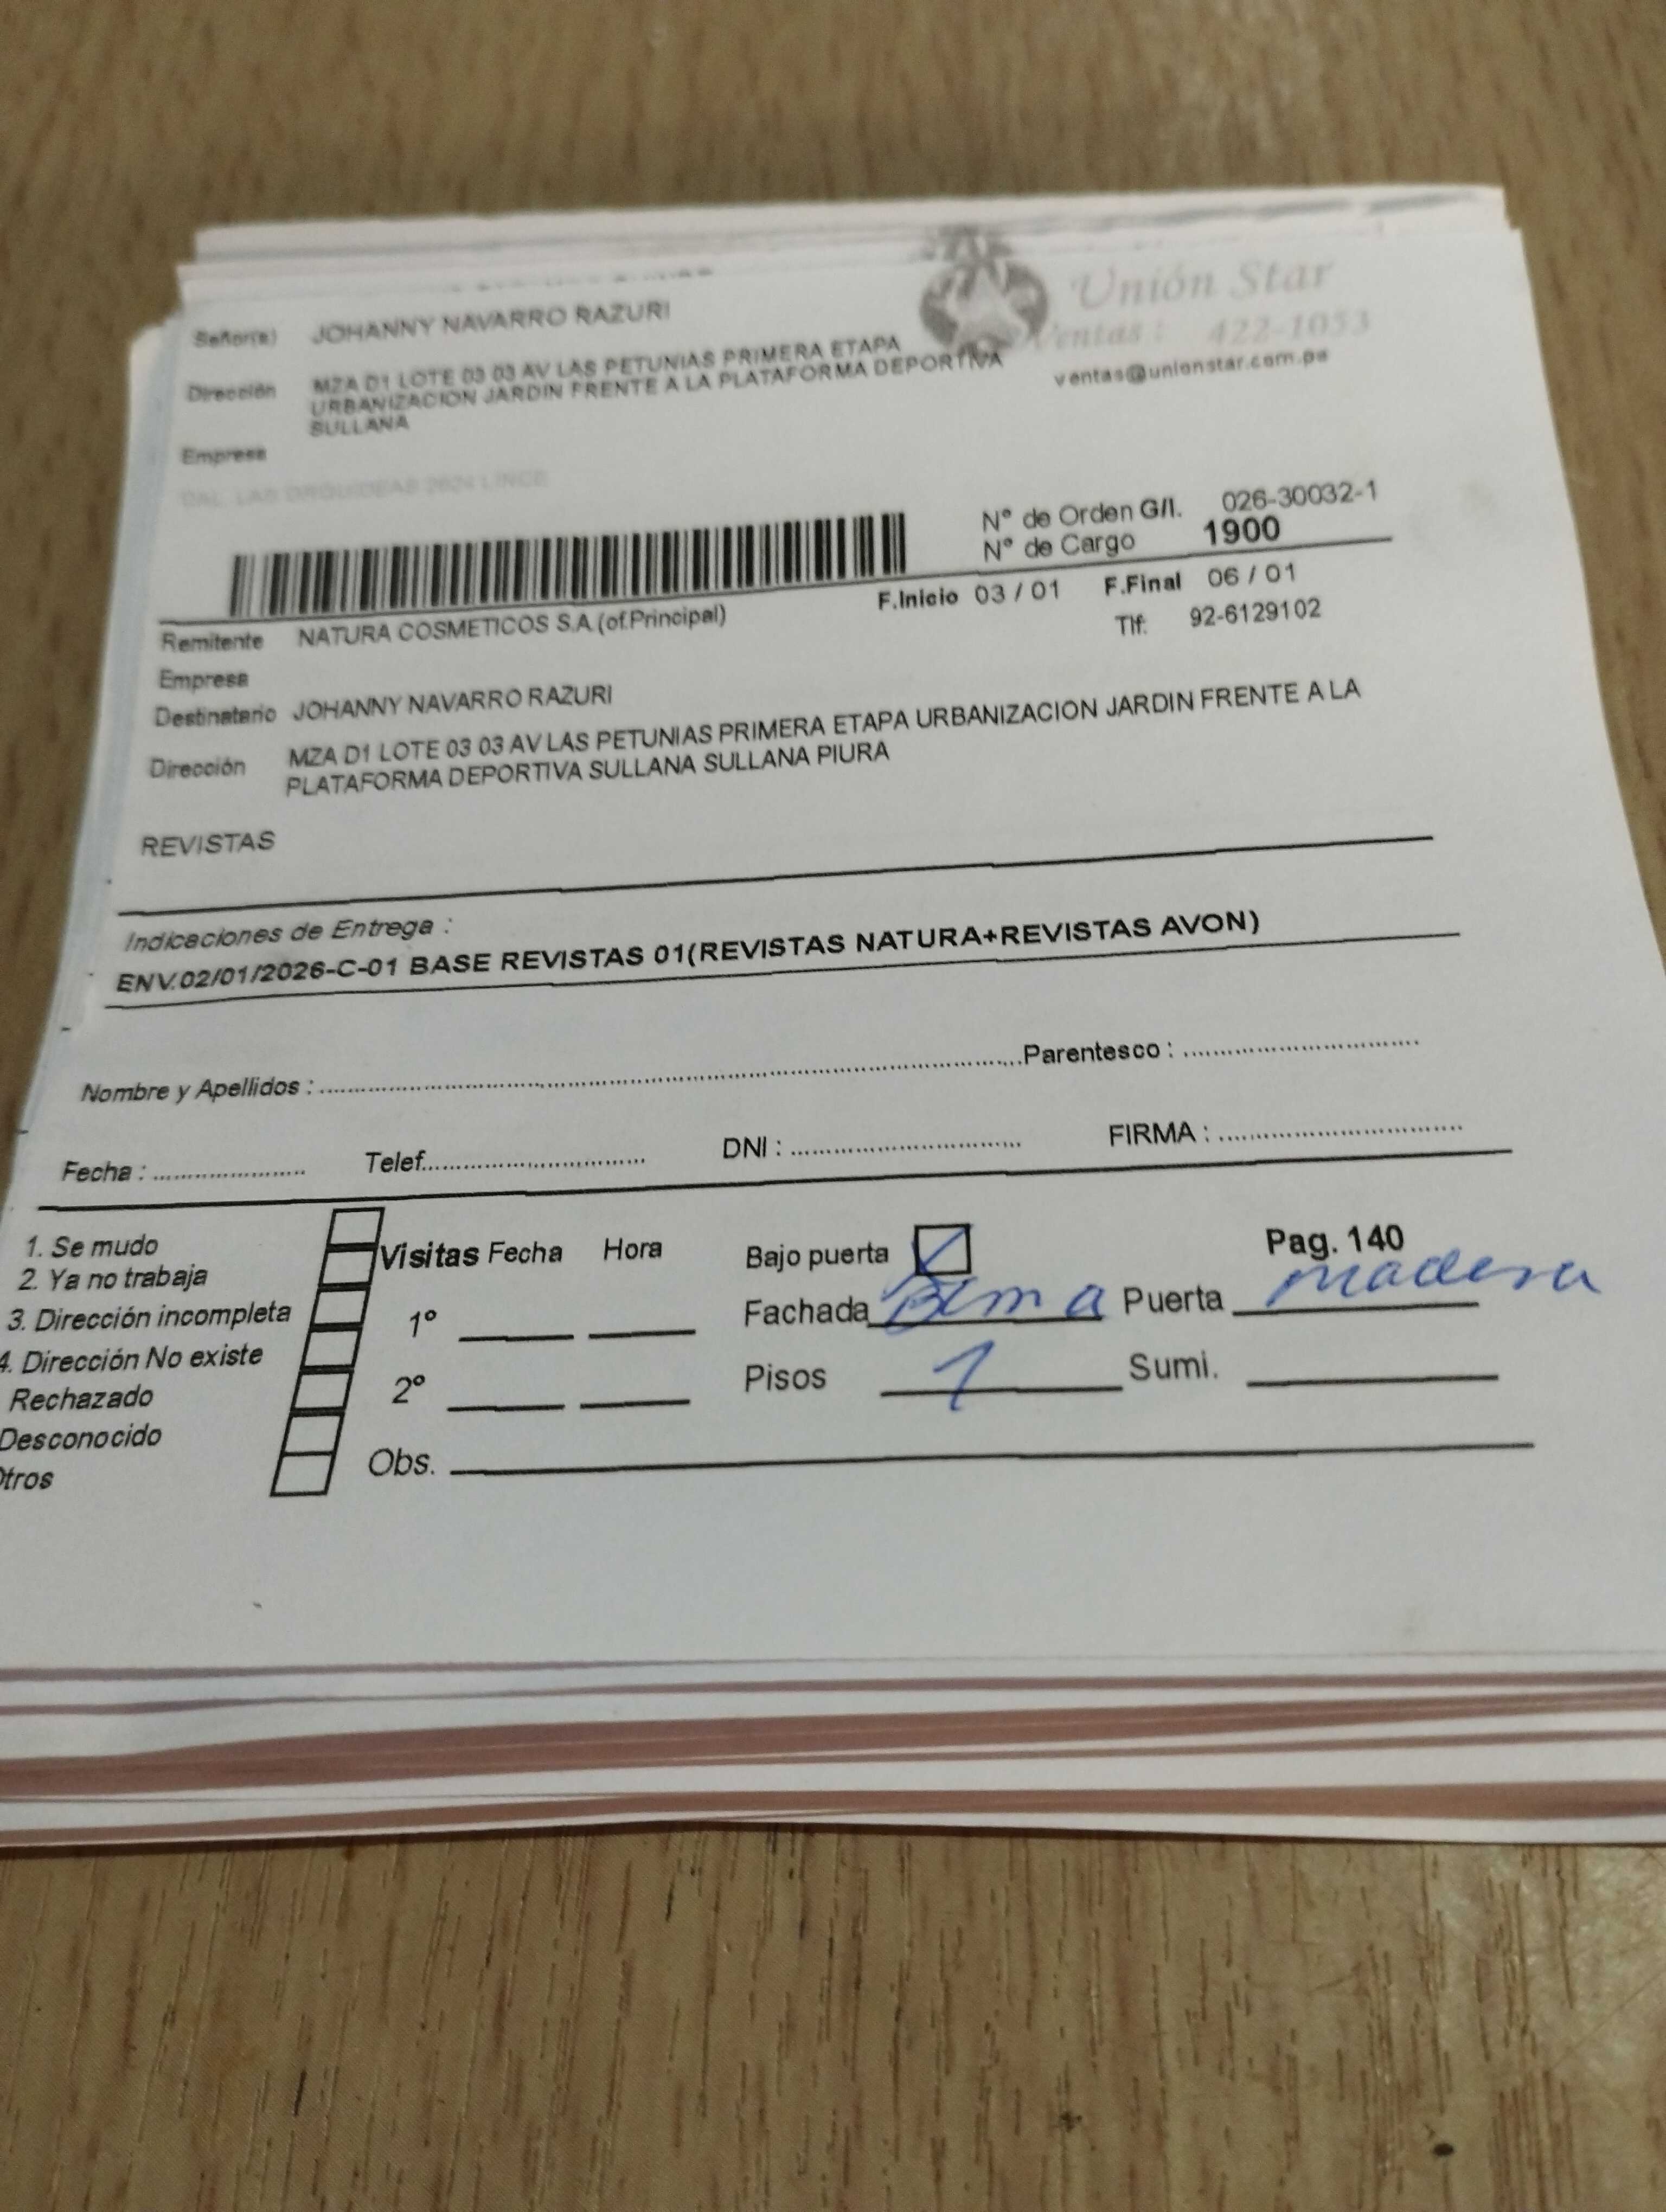 Unión Star
Señor(s) JOHANNY NAVARRO RAZURI
Ventas : 422-1053
Dirección MZA D1 LOTE 03 03 AV LAS PETUNIAS PRIMERA ETAPA
URBANIZACION JARDIN FRENTE A LA PLATAFORMA DEPORTIVA
SULLANA
ventas@unionstar.com.pe
Empresa
CAL. LAS ORQUIDEAS 2624 LINCE
N° de Orden G/I. 026-30032-1
N° de Cargo 1900
F.Inicio 03 / 01 F.Final 06 / 01
Remitente NATURA COSMETICOS S.A.(of.Principal)
Tlf: 92-6129102
Empresa
Destinatario JOHANNY NAVARRO RAZURI
Dirección MZA D1 LOTE 03 03 AV LAS PETUNIAS PRIMERA ETAPA URBANIZACION JARDIN FRENTE A LA
PLATAFORMA DEPORTIVA SULLANA SULLANA PIURA
REVISTAS
Indicaciones de Entrega :
ENV.02/01/2026-C-01 BASE REVISTAS 01(REVISTAS NATURA+REVISTAS AVON)
Nombre y Apellidos : Parentesco :
Fecha : Telef. DNI : FIRMA :
1. Se mudo
2. Ya no trabaja
3. Dirección incompleta
4. Dirección No existe
Rechazado
Desconocido
Otros
Visitas Fecha Hora
1°
2°
Obs.
Bajo puerta Pag. 140
Fachada Puerta madera
Pisos 1 Sumi.